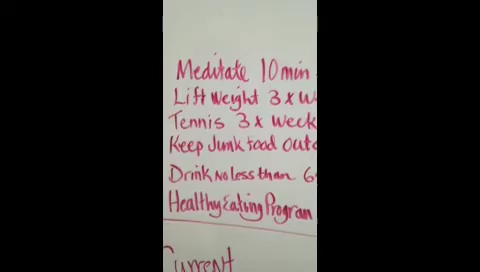 Meditate 10 min
Lift Weight 3 x W
Tennis 3 x Week
Keep Junk Food
Drink No Less than 6
Healthy Eating Program
Current